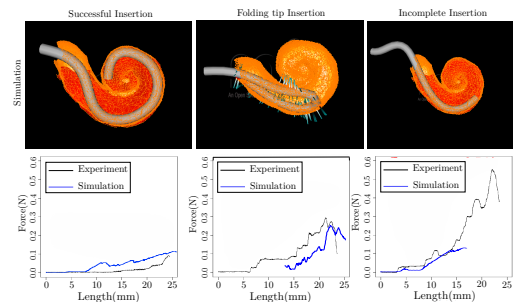 Successful Insertion
Folding tip Insertion
Incomplete Insertion
Simulation
Force(N)
0.0 0.1 0.2 0.3 0.4 0.5 0.6
Experiment
Simulation
0 5 10 15 20 25
Length(mm)
Force(N)
0.0 0.1 0.2 0.3 0.4 0.5 0.6
Experiment
Simulation
0 5 10 15 20 25
Length(mm)
Force(N)
0.0 0.1 0.2 0.3 0.4 0.5 0.6
Experiment
Simulation
0 5 10 15 20 25
Length(mm)